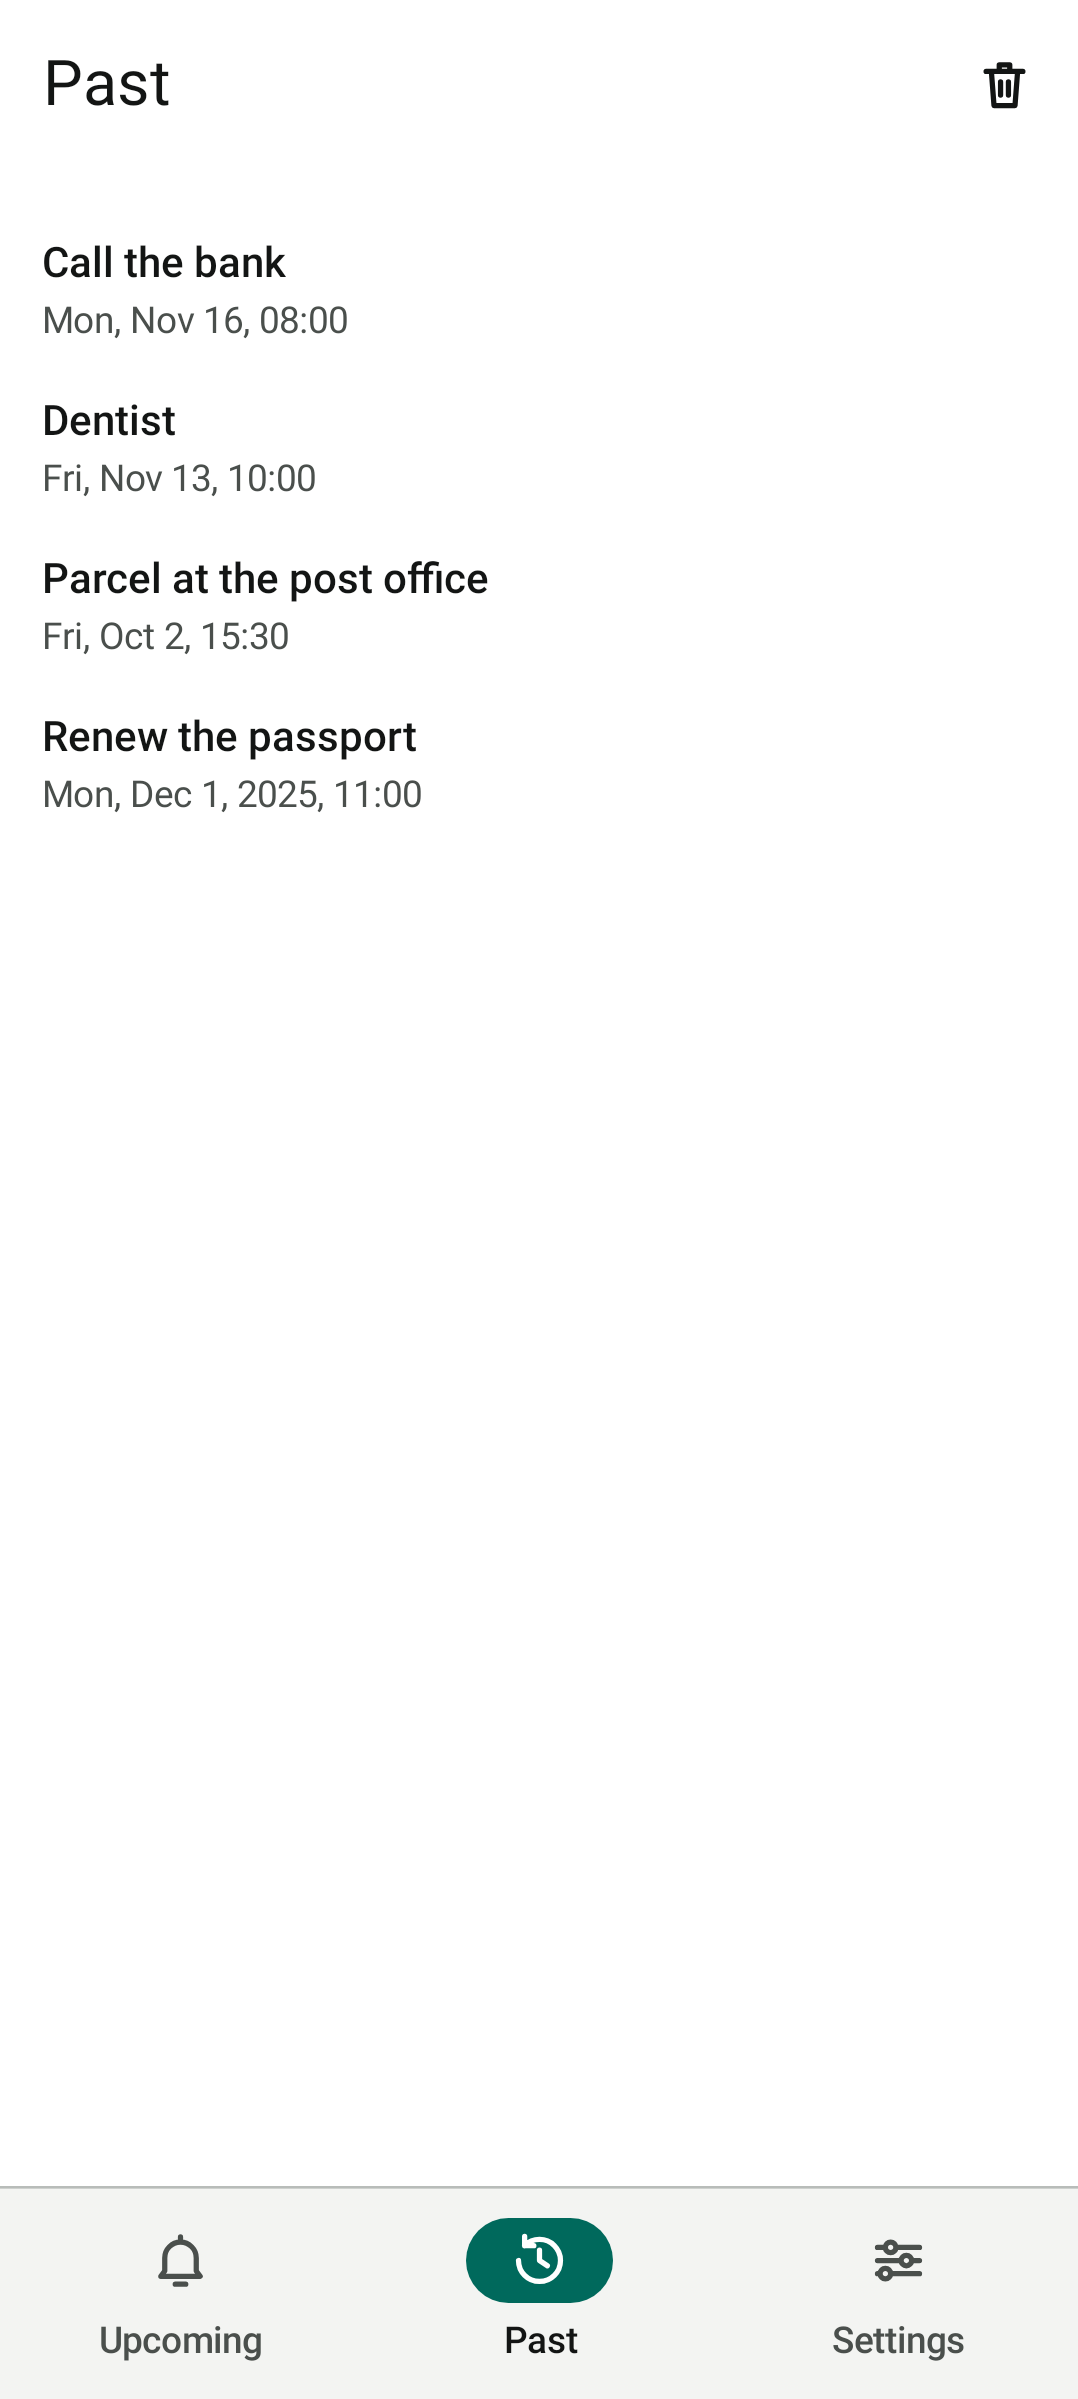 Past
Call the bank
Mon, Nov 16, 08:00
Dentist
Fri, Nov 13, 10:00
Parcel at the post office
Fri, Oct 2, 15:30
Renew the passport
Mon, Dec 1, 2025, 11:00
Upcoming
Past
Settings